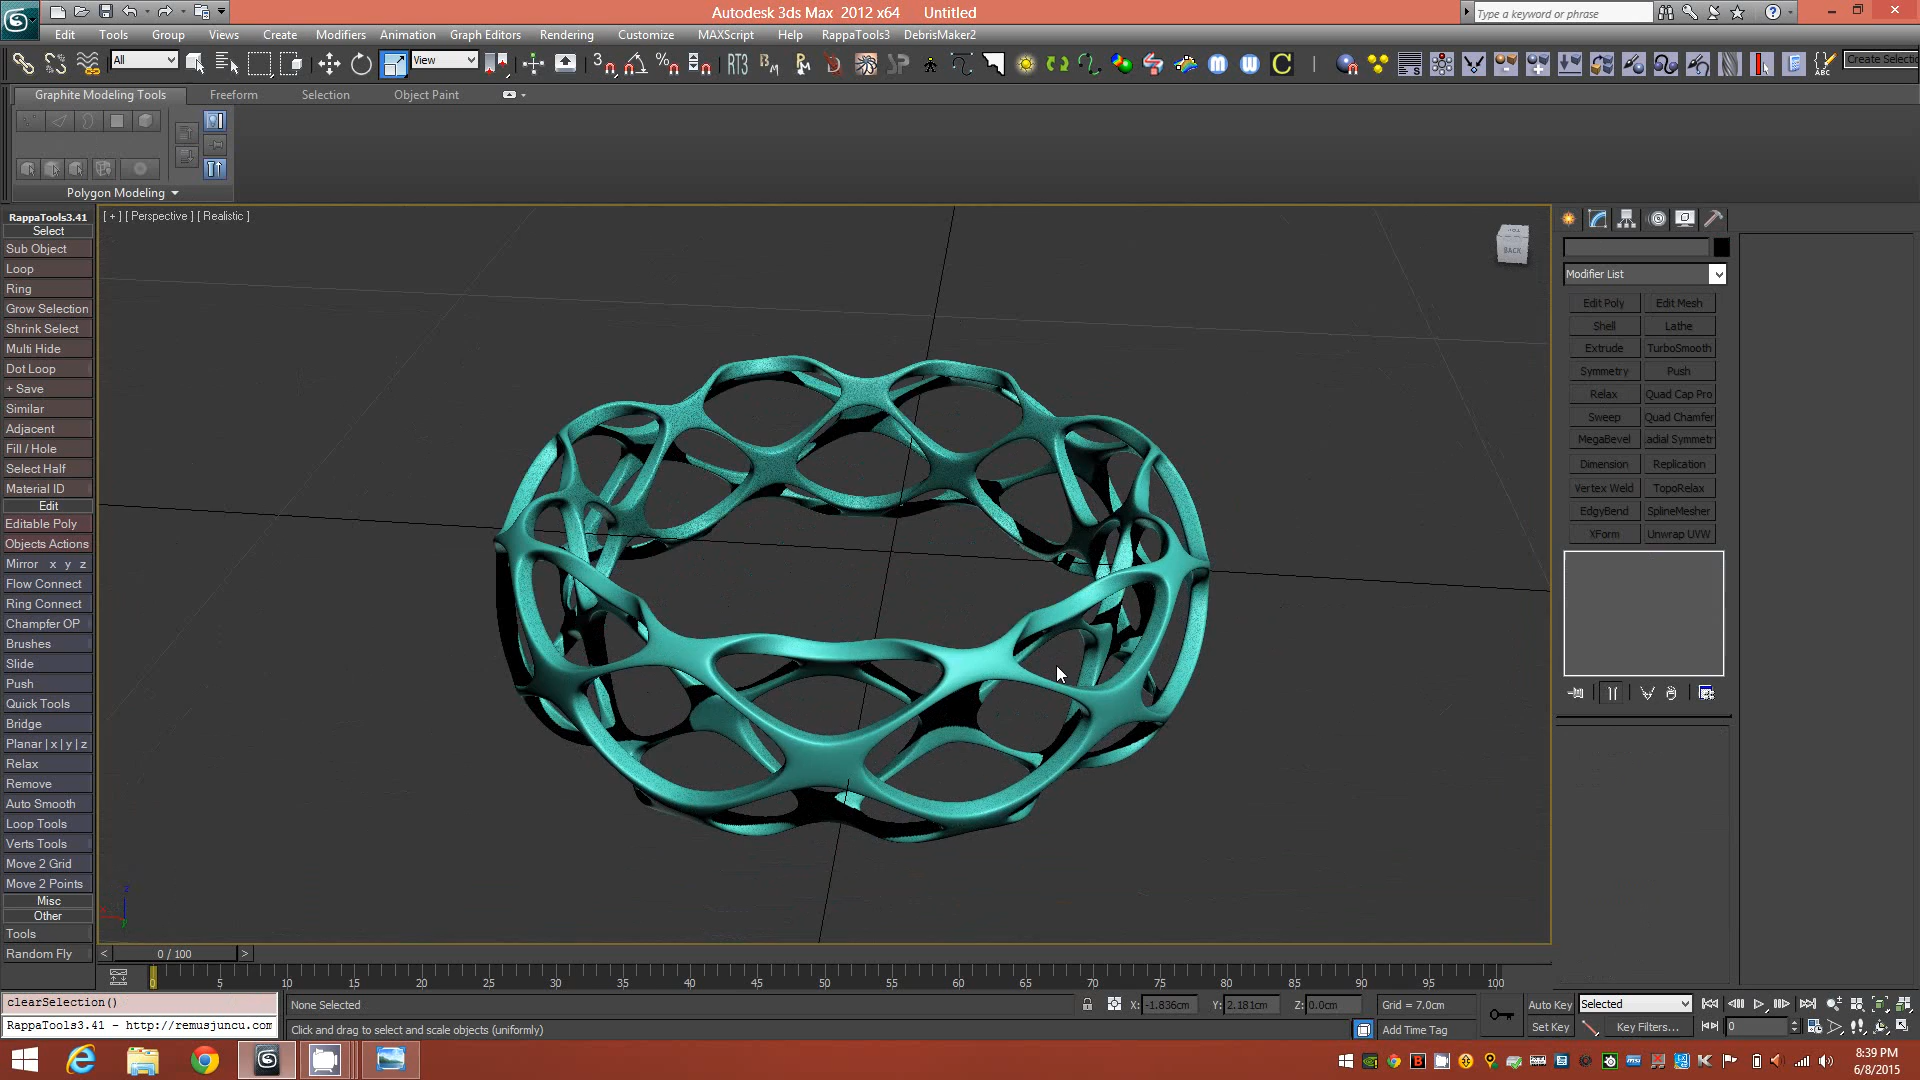 Autodesk 3ds Max 2012 x64 Untitled
Type a keyword or phrase
Edit Tools Group Views Create Modifiers Animation Graph Editors Rendering Customize MAXScript Help RappaTools3 DebrisMaker2
All
View
RT3
Create Selectio
Graphite Modeling Tools Freeform Selection Object Paint
Polygon Modeling
RappaTools3.41
Select
Sub Object
Loop
Ring
Grow Selection
Shrink Select
Multi Hide
Dot Loop
+ Save
Similar
Adjacent
Fill / Hole
Select Half
Material ID
Edit
Editable Poly
Objects Actions
Mirror x y z
Flow Connect
Ring Connect
Champfer OP
Brushes
Slide
Push
Quick Tools
Bridge
Planar | x | y | z
Relax
Remove
Auto Smooth
Loop Tools
Verts Tools
Move 2 Grid
Move 2 Points
Misc
Other
Tools
Random Fly
[ + ] [ Perspective ] [ Realistic ]
BACK
Modifier List
Edit Poly Edit Mesh
Shell Lathe
Extrude TurboSmooth
Symmetry Push
Relax Quad Cap Pro
Sweep Quad Chamfer
MegaBevel adial Symmetr
Dimension Replication
Vertex Weld TopoRelax
EdgyBend SplineMesher
XForm Unwrap UVW
< 0 / 100 >
0 5 10 15 20 25 30 35 40 45 50 55 60 65 70 75 80 85 90 95 100
clearSelection()
RappaTools3.41 - http://remusjuncu.com
None Selected
X: -1.836cm Y: 2.181cm Z: 0.0cm Grid = 7.0cm
Auto Key Selected
Click and drag to select and scale objects (uniformly)
Add Time Tag
Set Key Key Filters... 0
8:39 PM
6/8/2015